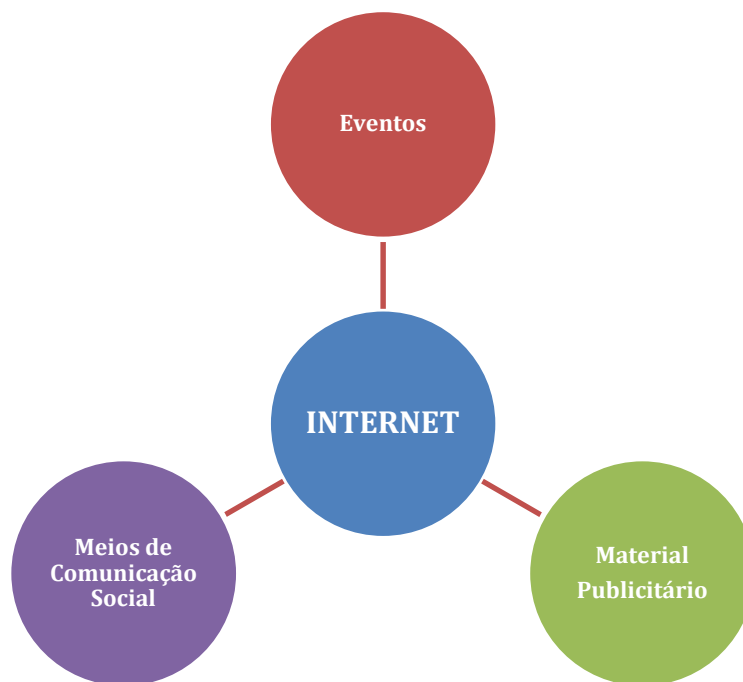 Eventos
INTERNET
Meios de
Comunicação
Social
Material
Publicitário